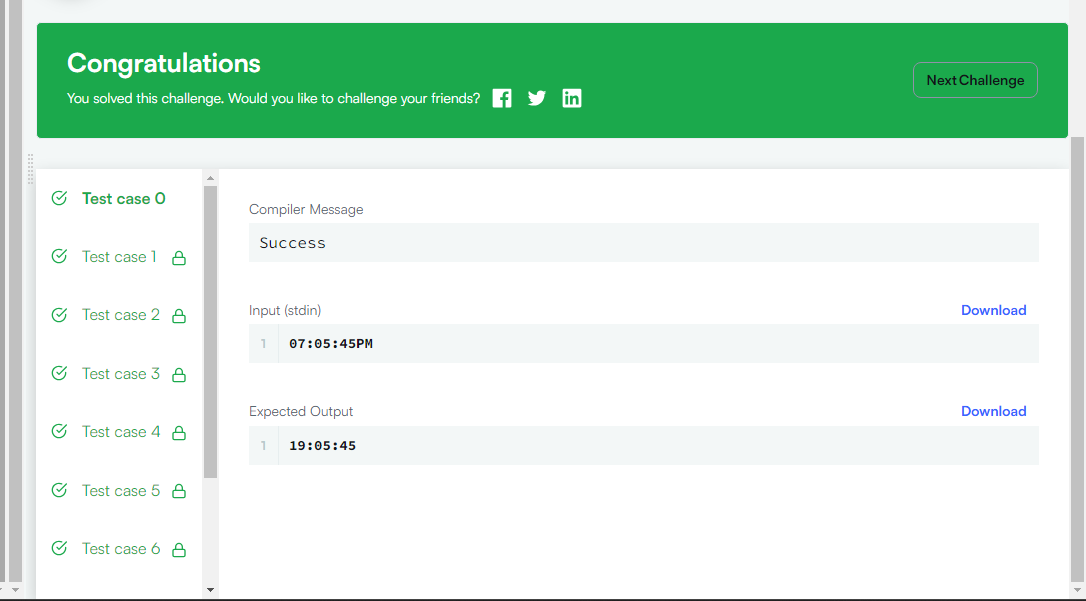 Congratulations
You solved this challenge. Would you like to challenge your friends?
Next Challenge
Test case 0
Test case 1
Test case 2
Test case 3
Test case 4
Test case 5
Test case 6
Compiler Message
Success
Input (stdin)
Download
1 07:05:45PM
Expected Output
Download
1 19:05:45